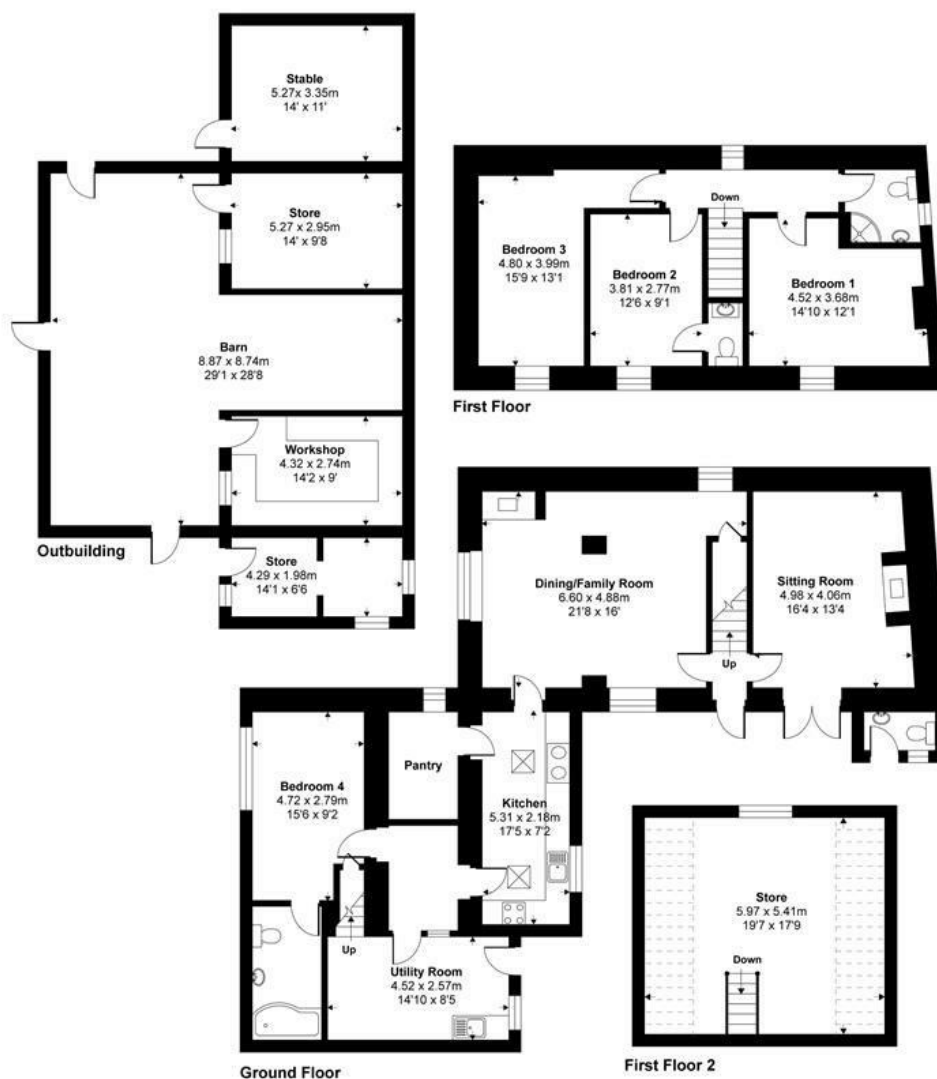 Stable
5.27x 3.35m
14' x 11'
Store
5.27 x 2.95m
14' x 9'8
Barn
8.87 x 8.74m
29'1 x 28'8
Workshop
4.32 x 2.74m
14'2 x 9'
Outbuilding
Store
4.29 x 1.98m
14'1 x 6'6
Down
Bedroom 3
4.80 x 3.99m
15'9 x 13'1
Bedroom 2
3.81 x 2.77m
12'6 x 9'1
Bedroom 1
4.52 x 3.68m
14'10 x 12'1
First Floor
Dining/Family Room
6.60 x 4.88m
21'8 x 16'
Sitting Room
4.98 x 4.06m
16'4 x 13'4
Up
Pantry
Bedroom 4
4.72 x 2.79m
15'6 x 9'2
Kitchen
5.31 x 2.18m
17'5 x 7'2
Up
Utility Room
4.52 x 2.57m
14'10 x 8'5
Ground Floor
Store
5.97 x 5.41m
19'7 x 17'9
Down
First Floor 2